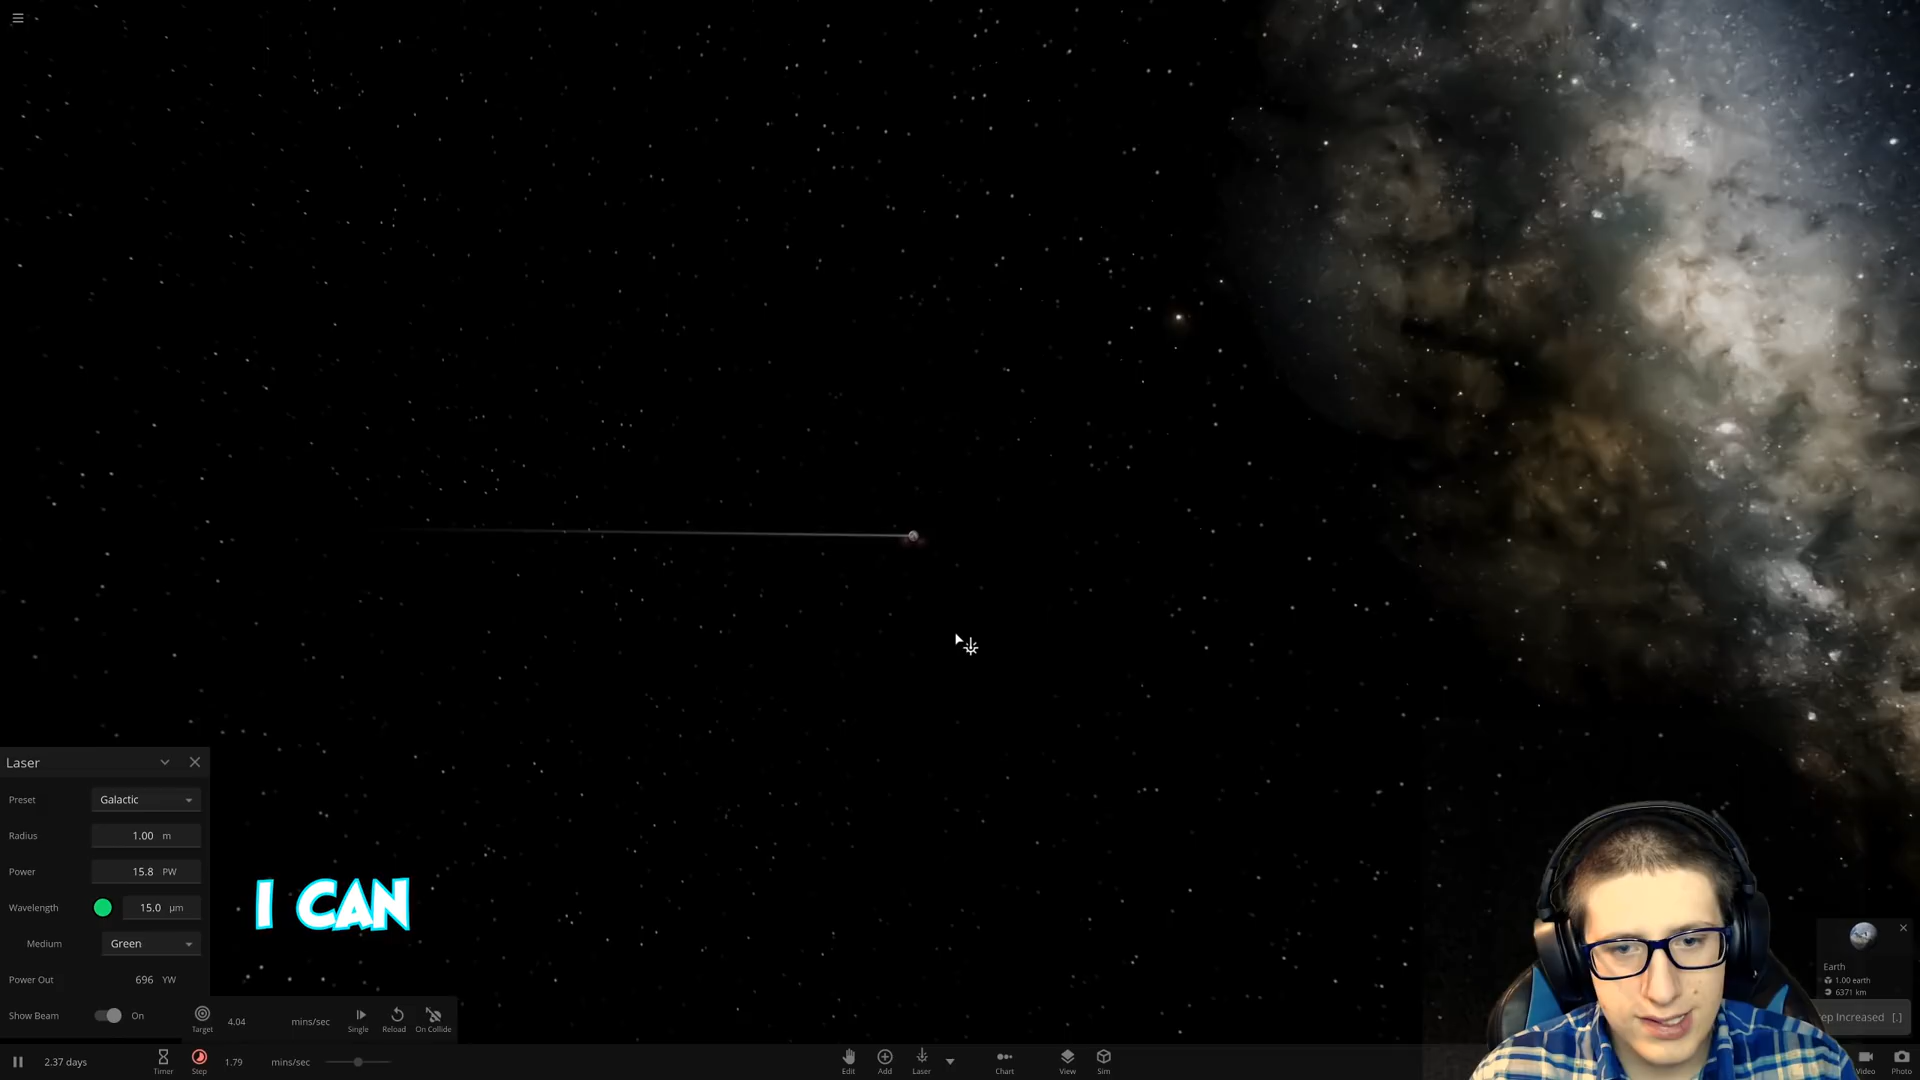 Laser
Preset Galactic
Radius 1.00 m
Power 15.8 PW
Wavelength 15.0 µm
Medium Green
Power Out 696 YW
Show Beam On
I CAN
Target 4.04 mins/sec Single Reload On Collide
2.37 days Timer Step 1.79 mins/sec
Edit Add Laser Chart View Sim
Earth
1.00 earth
6371 km
Increased [.]
Video Photo